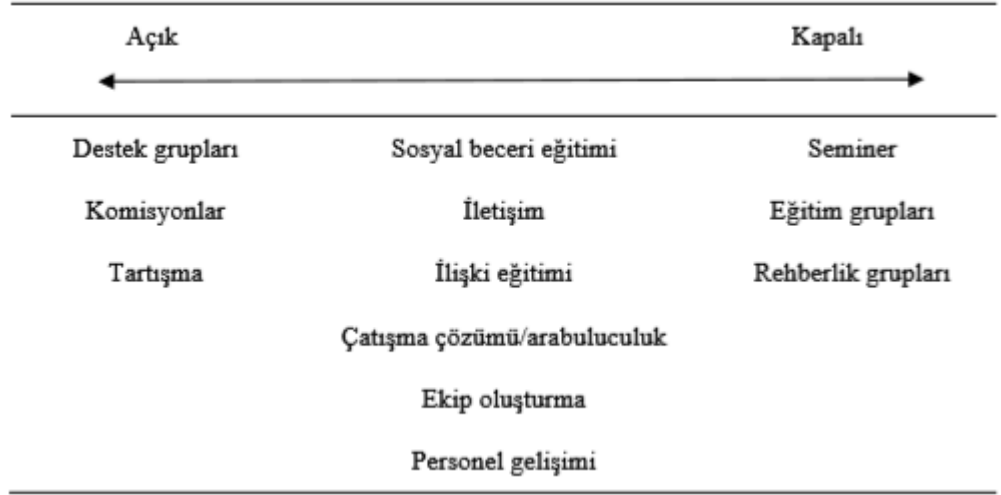 Açık Kapalı
Destek grupları Sosyal beceri eğitimi Seminer
Komisyonlar İletişim Eğitim grupları
Tartışma İlişki eğitimi Rehberlik grupları
Çatışma çözümü/arabuluculuk
Ekip oluşturma
Personel gelişimi